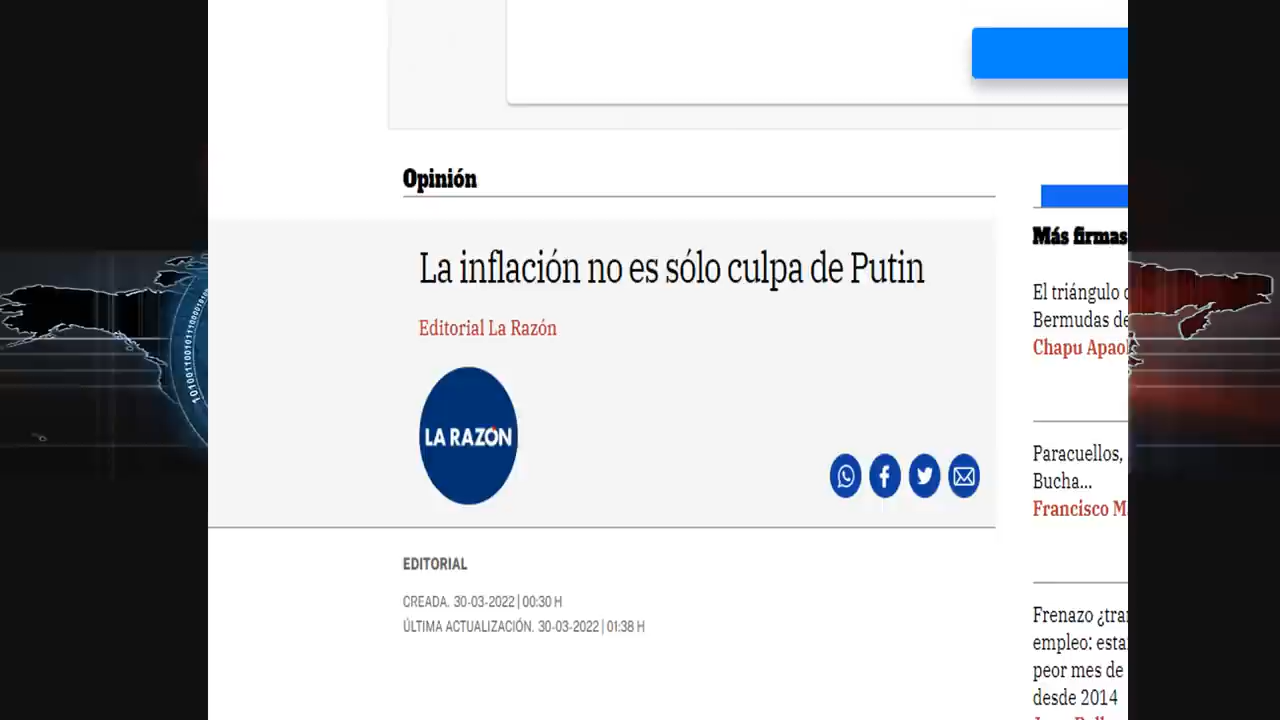 Opinión
La inflación no es sólo culpa de Putin
Editorial La Razón
LA RAZÓN
EDITORIAL
CREADA. 30-03-2022 | 00:30 H
ÚLTIMA ACTUALIZACIÓN. 30-03-2022 | 01:38 H
Más firmas
El triángulo
Bermudas de
Chapu
Paracuellos,
Bucha...
Francisco
Frenazo
empleo:
peor mes de
desde 2014